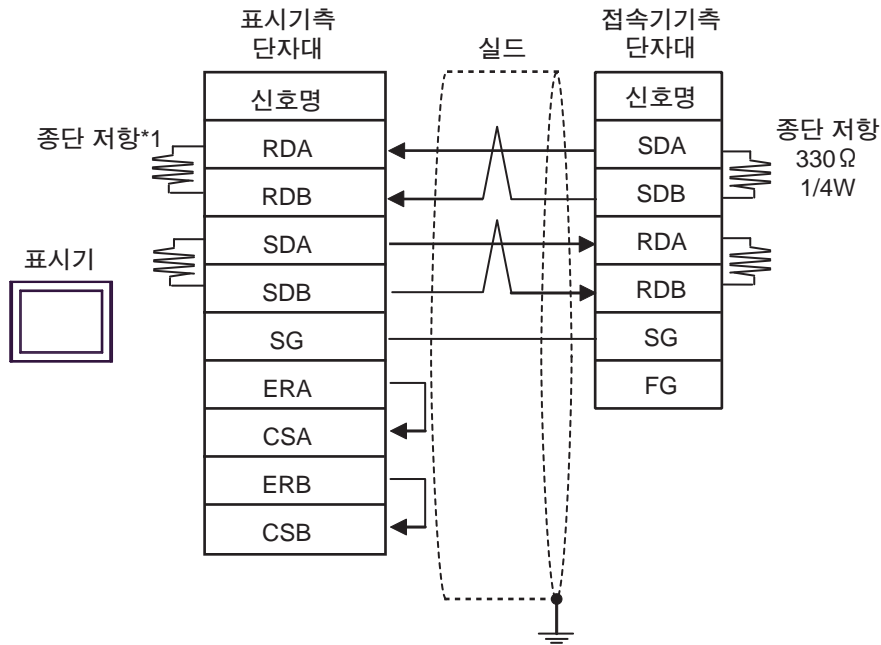 표시기측
단자대
실드
접속기기측
단자대
신호명
신호명
종단 저항*1
RDA
SDA
종단 저항
330Ω
1/4W
RDB
SDB
표시기
SDA
RDA
SDB
RDB
SG
SG
ERA
FG
CSA
ERB
CSB